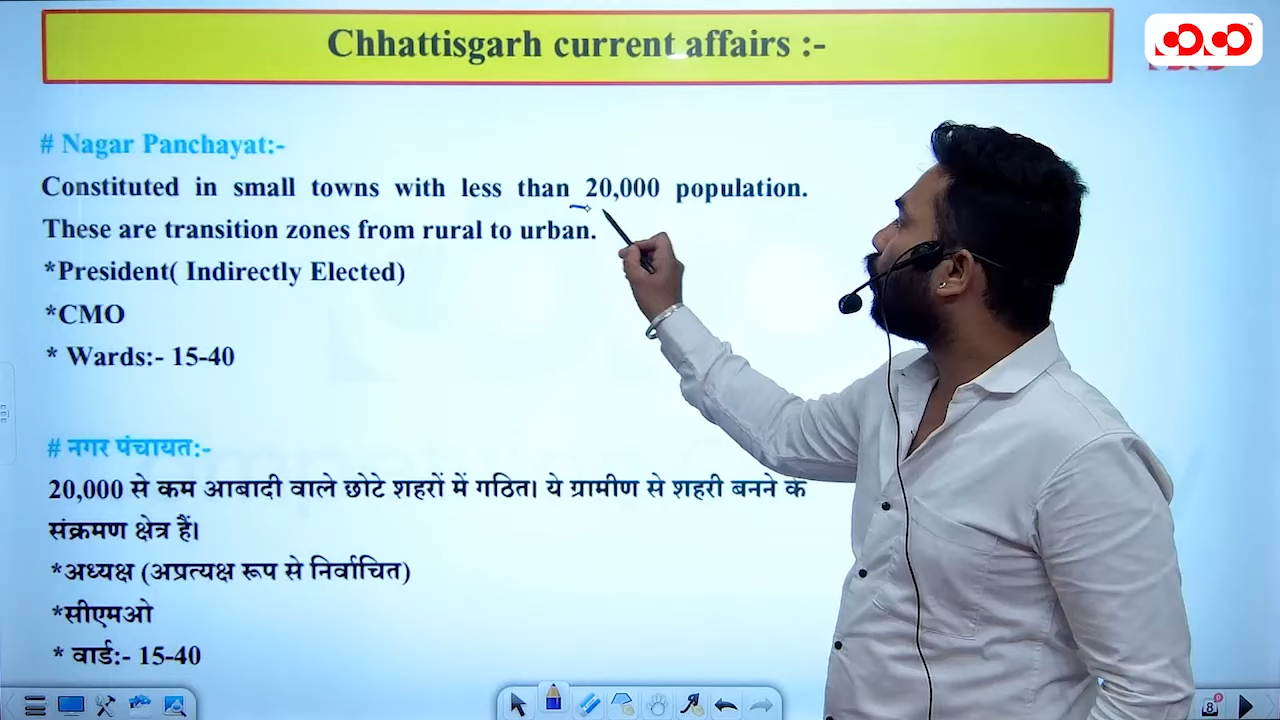 Chhattisgarh current affairs :-
# Nagar Panchayat:-
Constituted in small towns with less than 20,000 population.
These are transition zones from rural to urban.
*President( Indirectly Elected)
*CMO
* Wards:- 15-40
# नगर पंचायत:-
20,000 से कम आबादी वाले छोटे शहरों में गठित। ये ग्रामीण से शहरी बनने के
संक्रमण क्षेत्र हैं।
*अध्यक्ष (अप्रत्यक्ष रूप से निर्वाचित)
*सीएमओ
* वार्ड:- 15-40